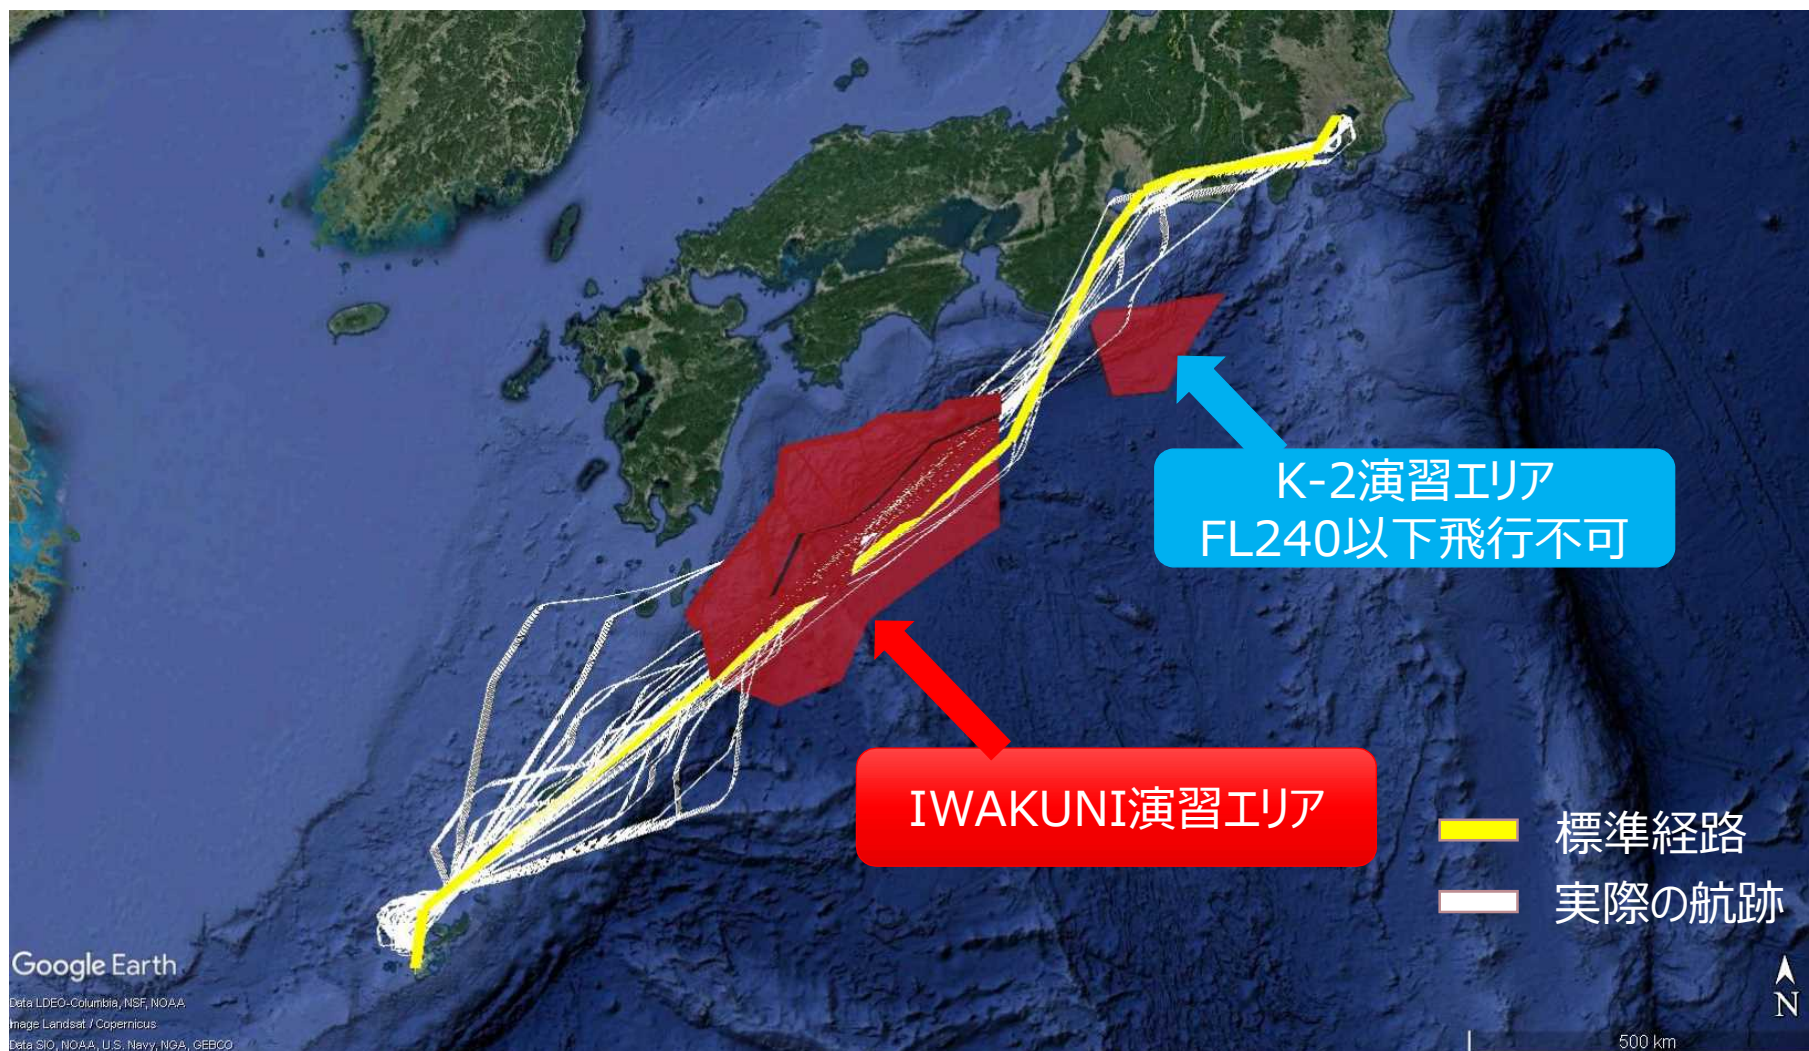 K-2演習エリア
FL240以下飛行不可
IWAKUNI演習エリア
標準経路
実際の航跡
Google Earth
Data LDEO-Columbia, NSF, NOAA
Image Landsat / Copernicus
Data SIO, NOAA, U.S. Navy, NGA, GEBCO
N
500 km